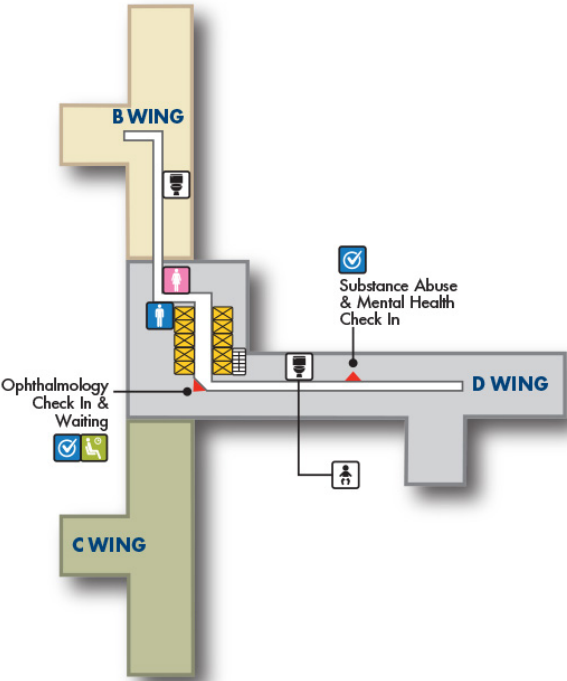 B WING
Substance Abuse
& Mental Health
Check In
Ophthalmology
Check In &
Waiting
D WING
C WING